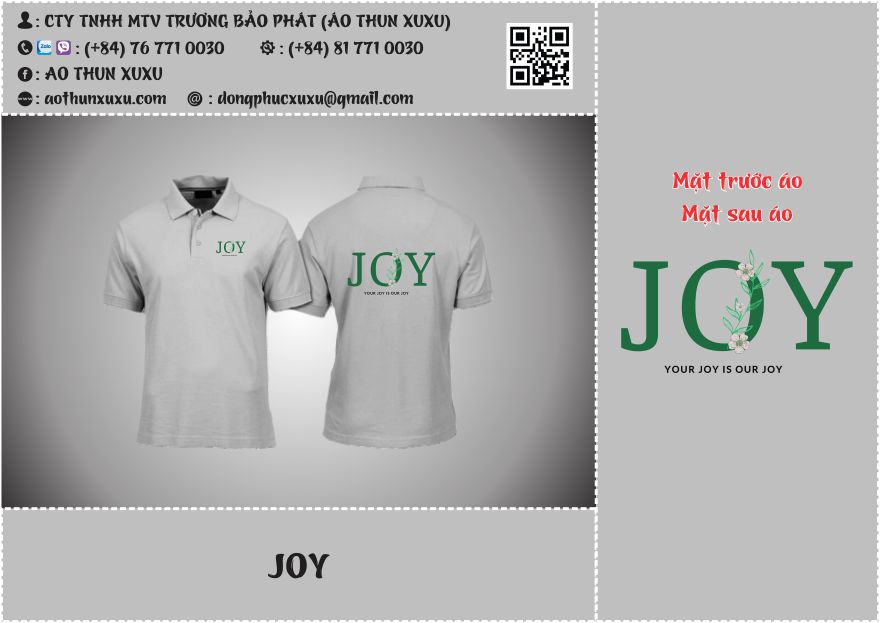 : CTY TNHH MTV TRƯƠNG BẢO PHÁT (ÁO THUN XUXU)
Zalo : (+84) 76 771 0030 : (+84) 81 771 0030
: AO THUN XUXU
www : aothunxuxu.com @ : dongphucxuxu@gmail.com
JOY
JOY
YOUR JOY IS OUR JOY
Mặt trước áo
Mặt sau áo
JOY
YOUR JOY IS OUR JOY
JOY